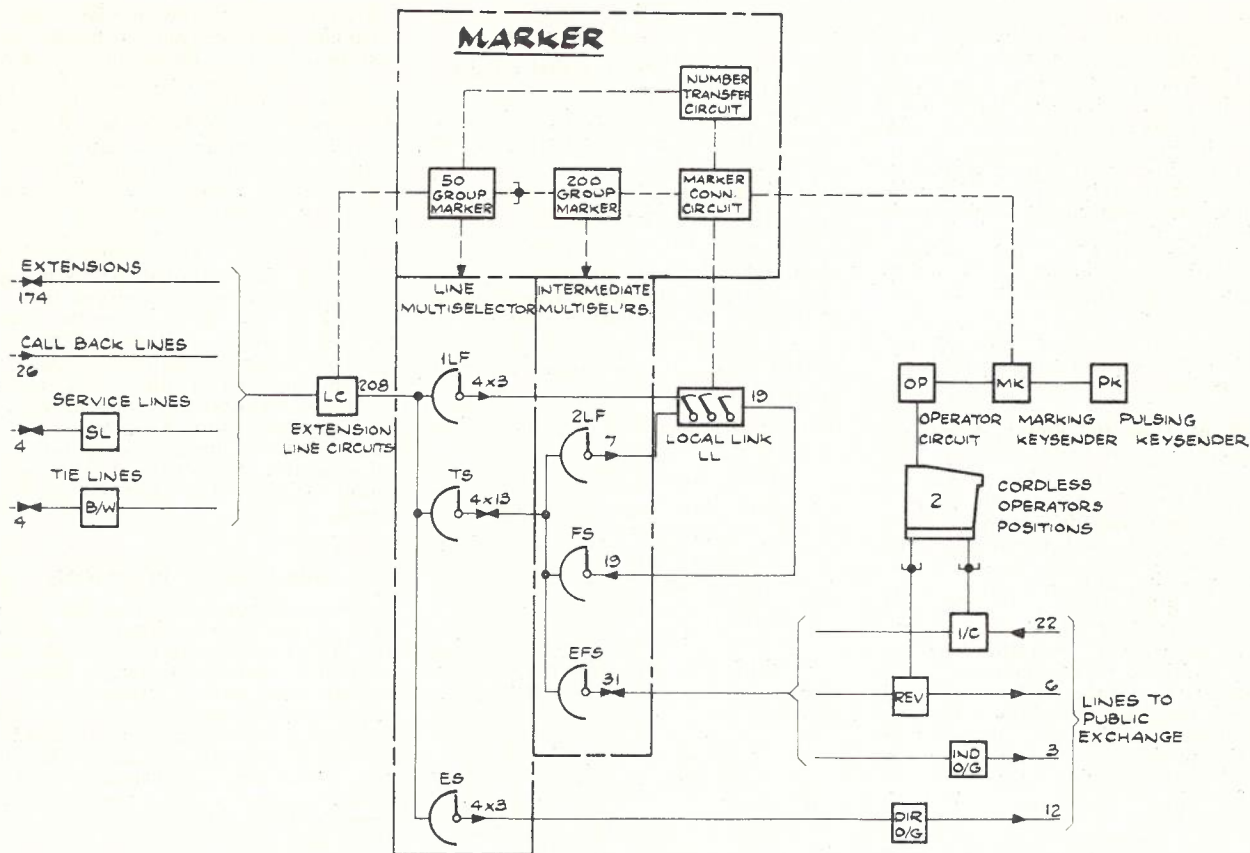 MARKER
NUMBER
TRANSFER
CIRCUIT
50
GROUP
MARKER
200
GROUP
MARKER
MARKER
CONN.
CIRCUIT
EXTENSIONS
174
CALL BACK LINES
26
SERVICE LINES
4
SL
TIE LINES
4
B/W
LC
208
EXTENSION
LINE CIRCUITS
LINE
MULTISELECTOR
INTERMEDIATE
MULTISEL'RS.
1LF
4x3
2LF
7
TS
4x13
FS
19
EFS
31
ES
4x3
19
LOCAL LINK
LL
OP
MK
PK
OPERATOR
CIRCUIT
MARKING
KEYSENDER
PULSING
KEYSENDER
2
CORDLESS
OPERATORS
POSITIONS
I/C
22
REV
6
IND
O/G
3
DIR
O/G
12
LINES TO
PUBLIC
EXCHANGE